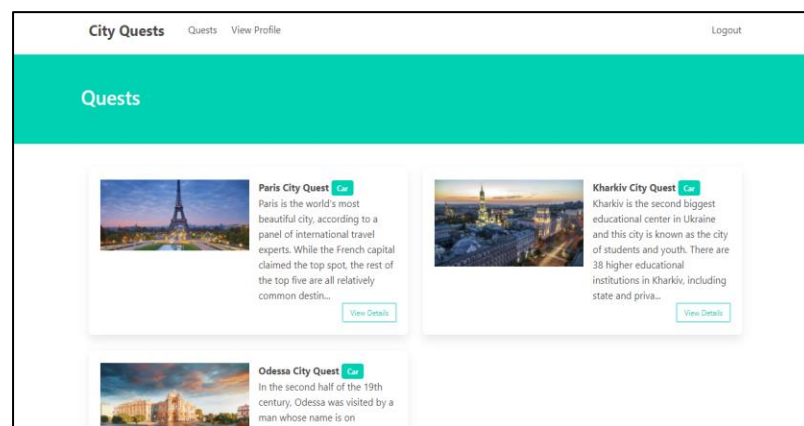 City Quests Quests View Profile Logout
Quests
Paris City Quest Car
Paris is the world's most
beautiful city, according to a
panel of international travel
experts. While the French capital
claimed the top spot, the rest of
the top five are all relatively
common destin...
View Details
Kharkiv City Quest Car
Kharkiv is the second biggest
educational center in Ukraine
and this city is known as the city
of students and youth. There are
38 higher educational
institutions in Kharkiv, including
state and priva...
View Details
Odessa City Quest Car
In the second half of the 19th
century, Odessa was visited by a
man whose name is on